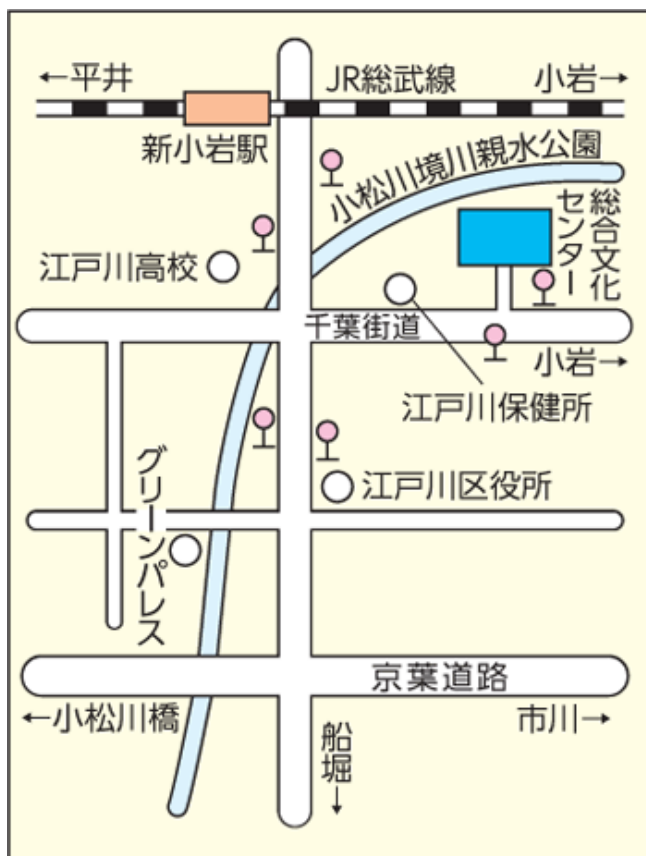 ←平井
JR総武線
小岩→
新小岩駅
小松川境川親水公園
総合文化
センター
江戸川高校
千葉街道
小岩→
江戸川保健所
江戸川区役所
グリーンパレス
京葉道路
←小松川橋
市川→
船堀↓